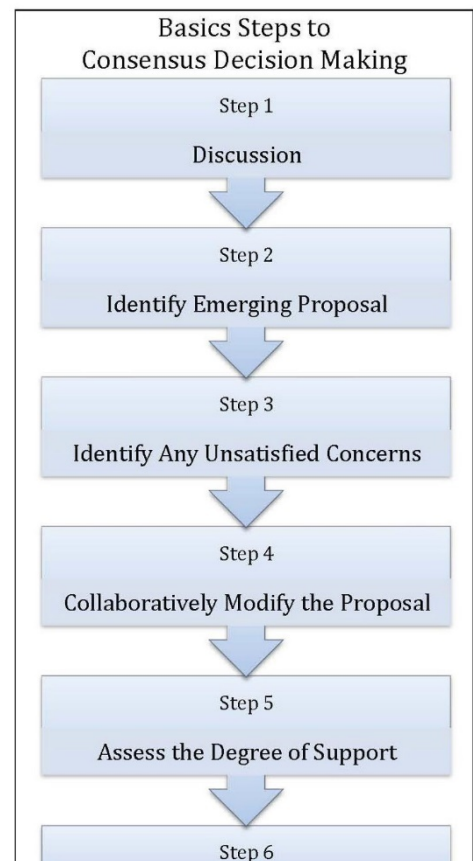 Basics Steps to
Consensus Decision Making
Step 1
Discussion
Step 2
Identify Emerging Proposal
Step 3
Identify Any Unsatisfied Concerns
Step 4
Collaboratively Modify the Proposal
Step 5
Assess the Degree of Support
Step 6